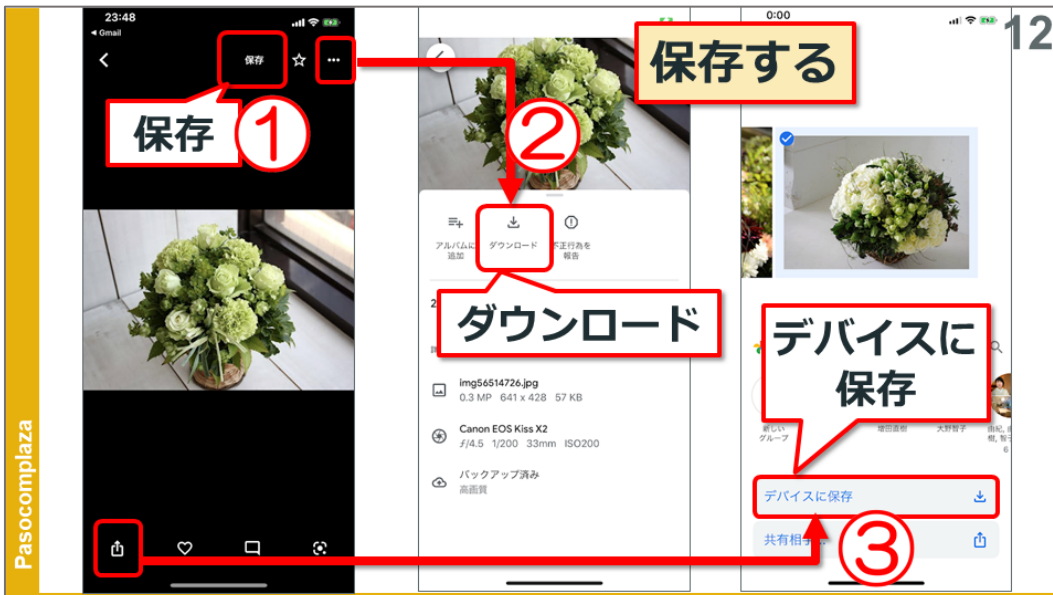 12
保存する
23:48
Gmail
保存
保存
①
②
アルバムに
追加
ダウンロード
不正行為を
報告
ダウンロード
img56514726.jpg
0.3 MP 641 x 428 57 KB
Canon EOS Kiss X2
ƒ/4.5 1/200 33mm ISO200
バックアップ済み
高画質
0:00
デバイスに
保存
新しい
グループ
増田直樹
大野智子
デバイスに保存
共有相手
③
Pasocomplaza